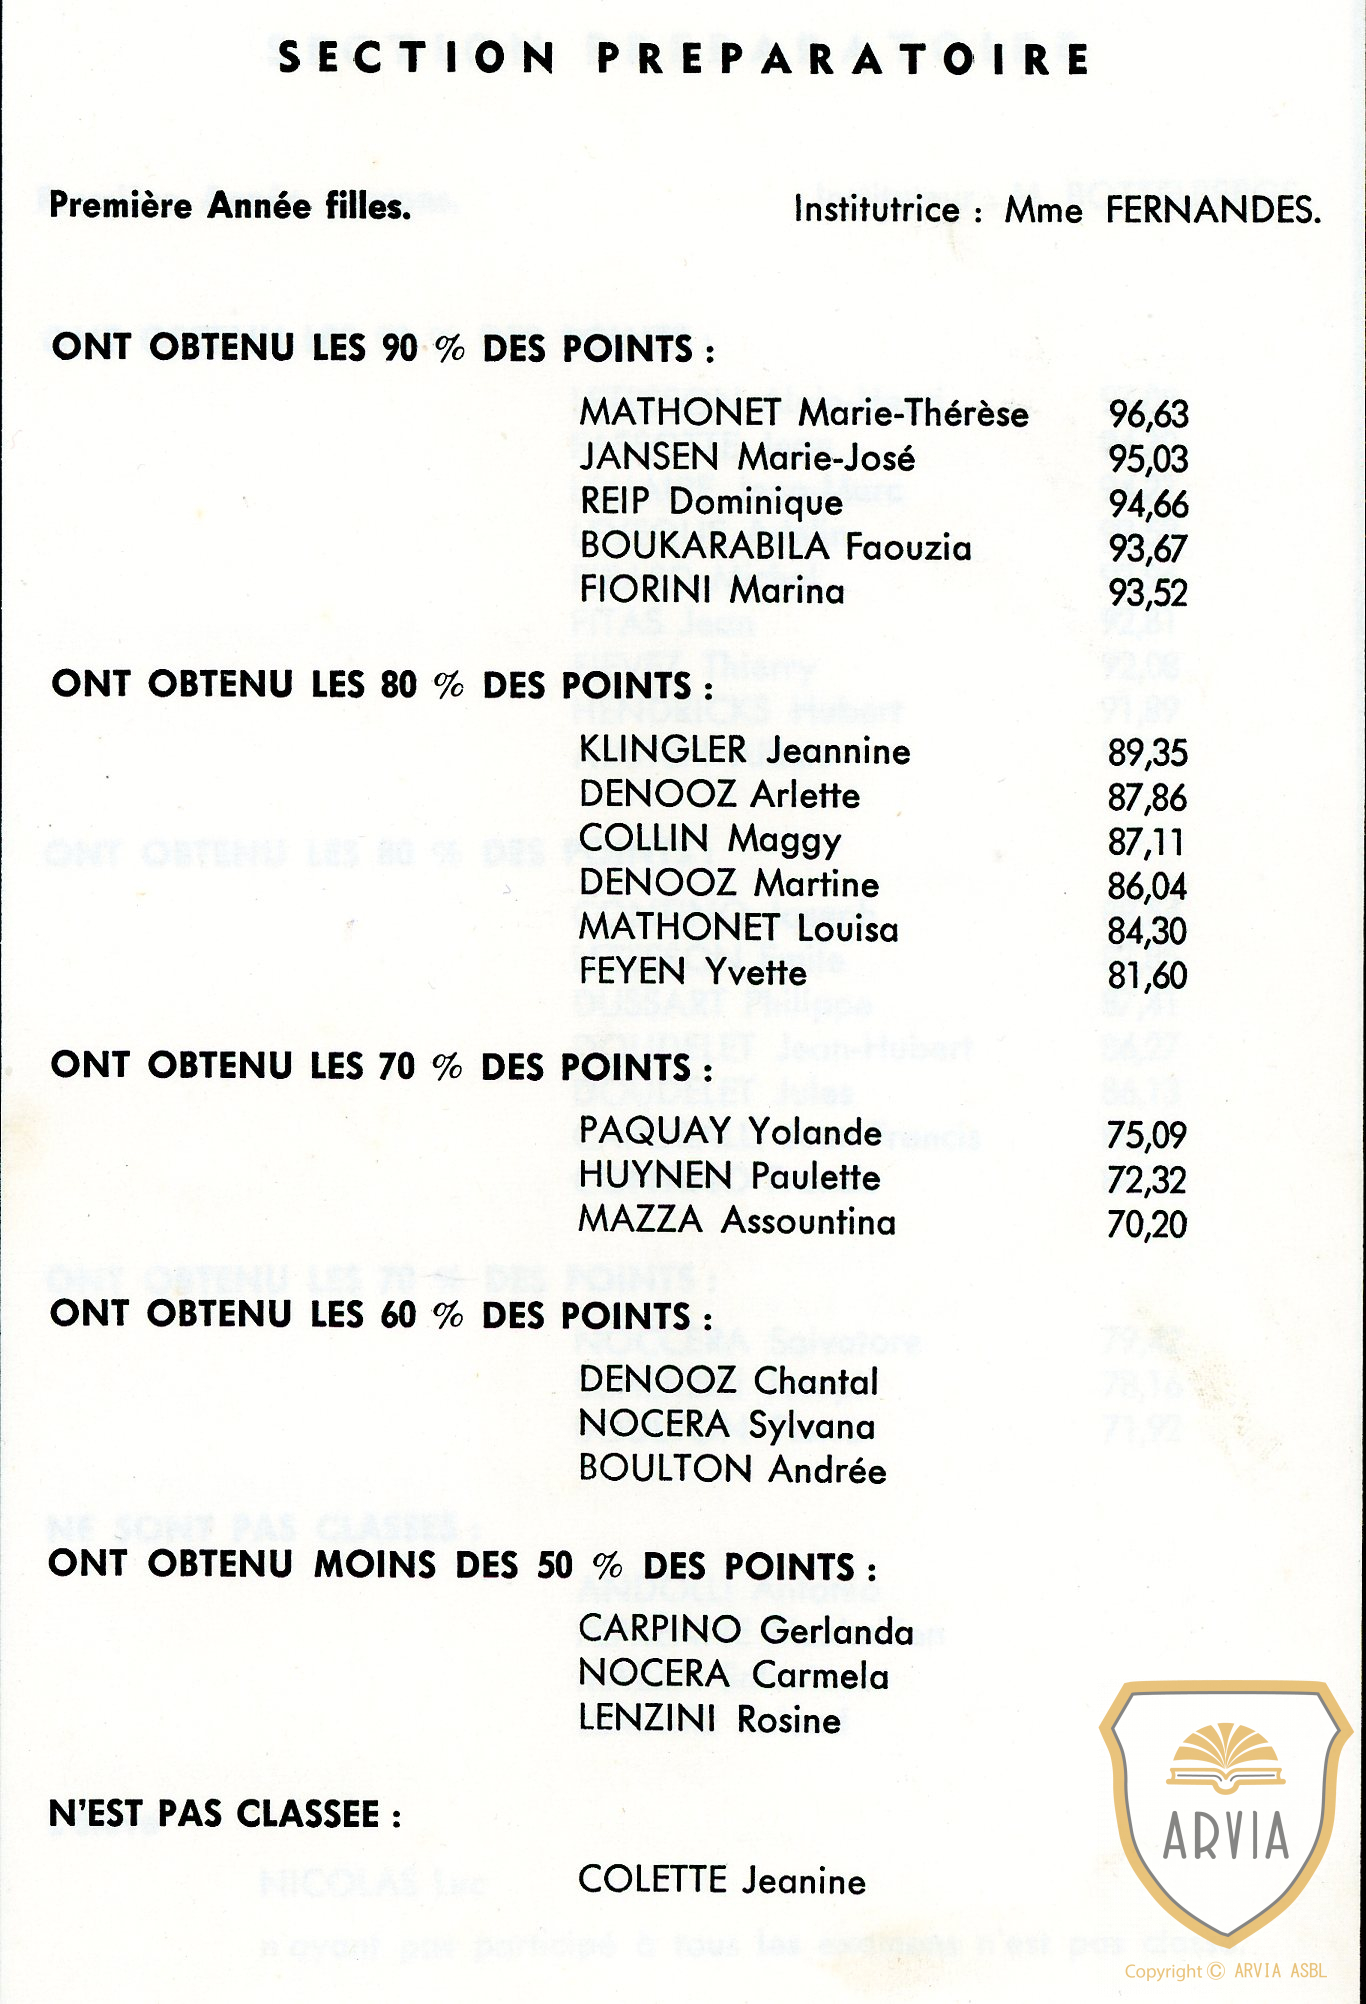 SECTION PREPARATOIRE
Première Année filles. Institutrice : Mme FERNANDES.
ONT OBTENU LES 90 % DES POINTS :
MATHONET Marie-Thérèse 96,63
JANSEN Marie-José 95,03
REIP Dominique 94,66
BOUKARABILA Faouzia 93,67
FIORINI Marina 93,52
ONT OBTENU LES 80 % DES POINTS :
KLINGLER Jeannine 89,35
DENOOZ Arlette 87,86
COLLIN Maggy 87,11
DENOOZ Martine 86,04
MATHONET Louisa 84,30
FEYEN Yvette 81,60
ONT OBTENU LES 70 % DES POINTS :
PAQUAY Yolande 75,09
HUYNEN Paulette 72,32
MAZZA Assountina 70,20
ONT OBTENU LES 60 % DES POINTS :
DENOOZ Chantal
NOCERA Sylvana
BOULTON Andrée
ONT OBTENU MOINS DES 50 % DES POINTS :
CARPINO Gerlanda
NOCERA Carmela
LENZINI Rosine
N'EST PAS CLASSEE :
COLETTE Jeanine
ARVIA
Copyright © ARVIA ASBL